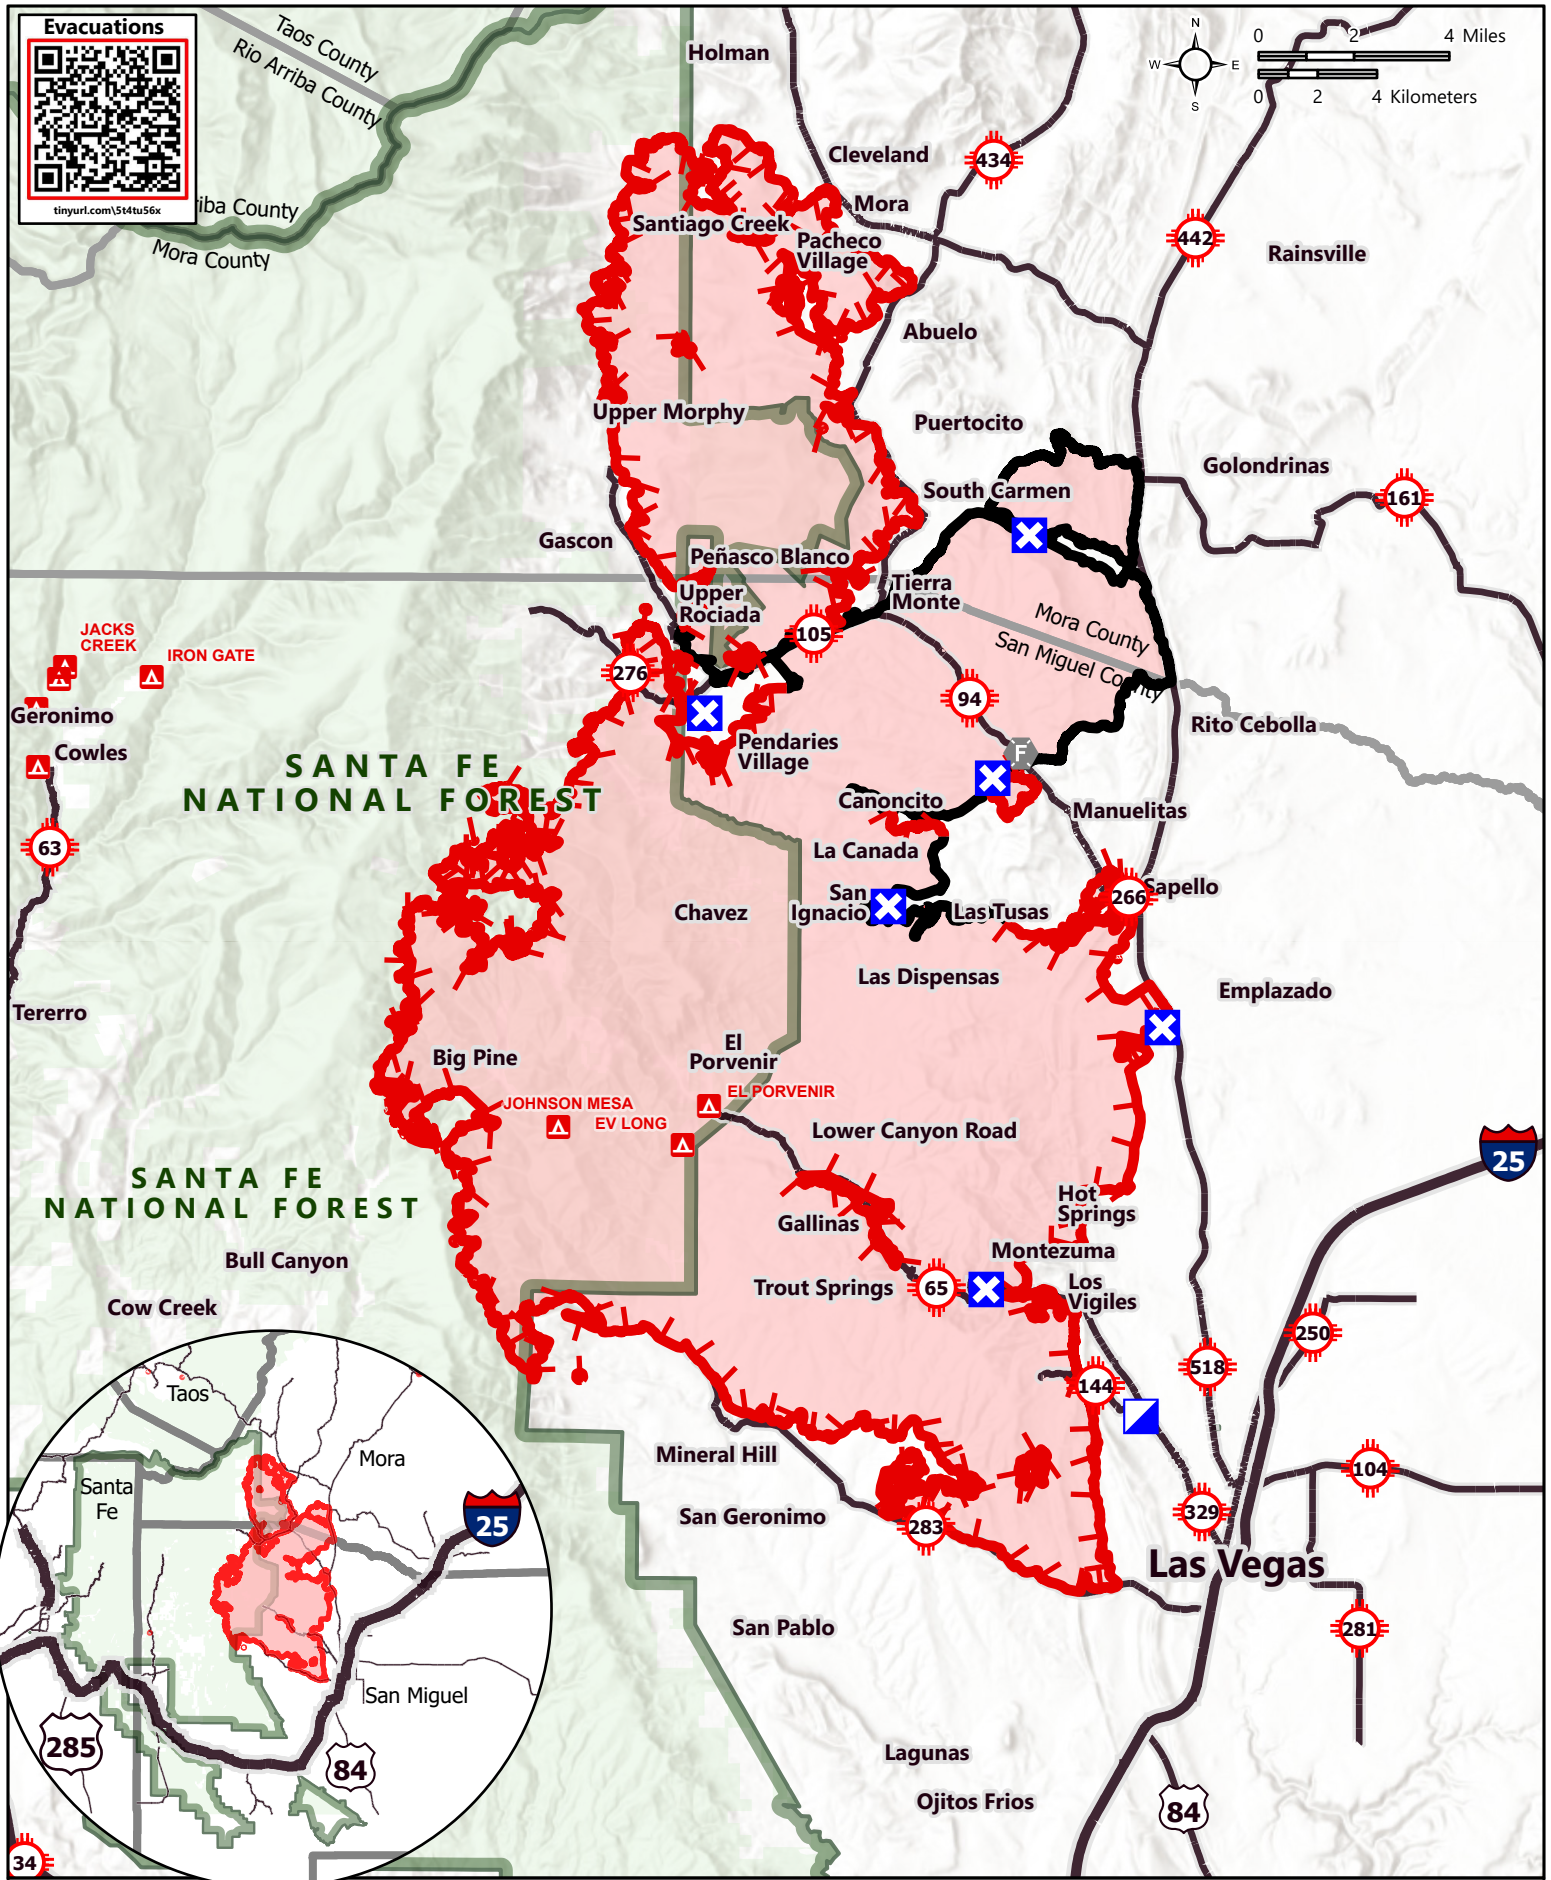 Evacuations
tinyurl.com\5t4tu56x
Taos County
Rio Arriba County
riba County
Mora County
Holman
N
W
E
S
0 2 4 Miles
0 2 4 Kilometers
Cleveland
434
Mora
Santiago Creek
Pacheco
Village
442
Rainsville
Abuelo
Upper Morphy
Puertocito
Golondrinas
South Carmen
161
Gascon
Peñasco Blanco
Tierra
Monte
Upper
Rociada
105
Mora County
San Miguel County
JACKS
CREEK
IRON GATE
276
94
Geronimo
Cowles
Rito Cebolla
Pendaries
Village
F
SANTA FE
NATIONAL FOREST
Canoncito
Manuelitas
63
La Canada
San
Ignacio
Las Tusas
266
Sapello
Chavez
Las Dispensas
Emplazado
Tererro
Big Pine
El
Porvenir
EL PORVENIR
JOHNSON MESA
EV LONG
Lower Canyon Road
25
SANTA FE
NATIONAL FOREST
Hot
Springs
Gallinas
Bull Canyon
Montezuma
Trout Springs
65
Los
Vigiles
Cow Creek
250
518
144
Mineral Hill
104
San Geronimo
283
329
Las Vegas
San Pablo
281
Lagunas
Ojitos Frios
84
Taos
Mora
Santa
Fe
25
San Miguel
285
84
34